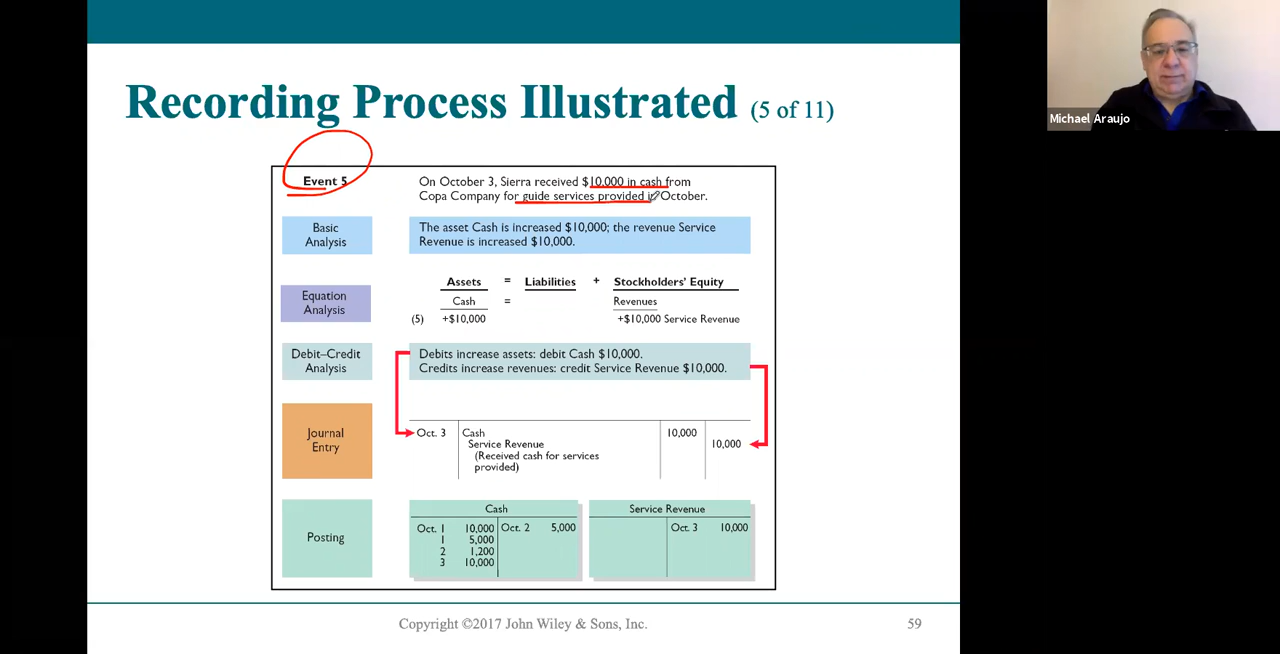 Recording Process Illustrated (5 of 11)
Michael Araujo
Event 5
On October 3, Sierra received $10,000 in cash from
Copa Company for guide services provided in October.
Basic
Analysis
The asset Cash is increased $10,000; the revenue Service
Revenue is increased $10,000.
Equation
Analysis
Assets = Liabilities + Stockholders' Equity
Cash = Revenues
(5) +$10,000 +$10,000 Service Revenue
Debit–Credit
Analysis
Debits increase assets: debit Cash $10,000.
Credits increase revenues: credit Service Revenue $10,000.
Journal
Entry
Oct. 3 Cash 10,000
Service Revenue 10,000
(Received cash for services
provided)
Posting
Cash
Oct. 1 10,000 Oct. 2 5,000
1 5,000
2 1,200
3 10,000
Service Revenue
Oct. 3 10,000
Copyright ©2017 John Wiley & Sons, Inc.
59